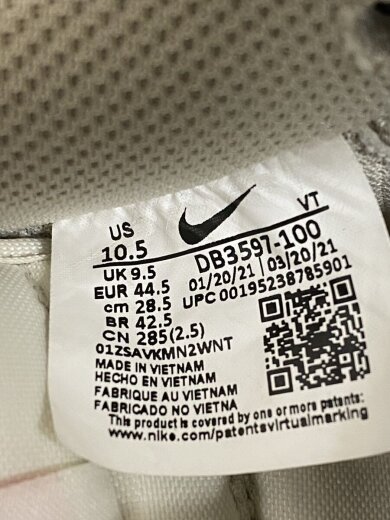 US
10.5
VT
UK 9.5
EUR 44.5
cm 28.5
BR 42.5
CN 285(2.5)
DB3597-100
01/20/21 | 03/20/21
UPC 00195238785901
01ZSAVKMN2WNT
MADE IN VIETNAM
HECHO EN VIETNAM
FABRIQUE AU VIETNAM
FABRICADO NO VIETNAM
This product is covered by one or more patents:
www.nike.com/patentsvirtualmarking